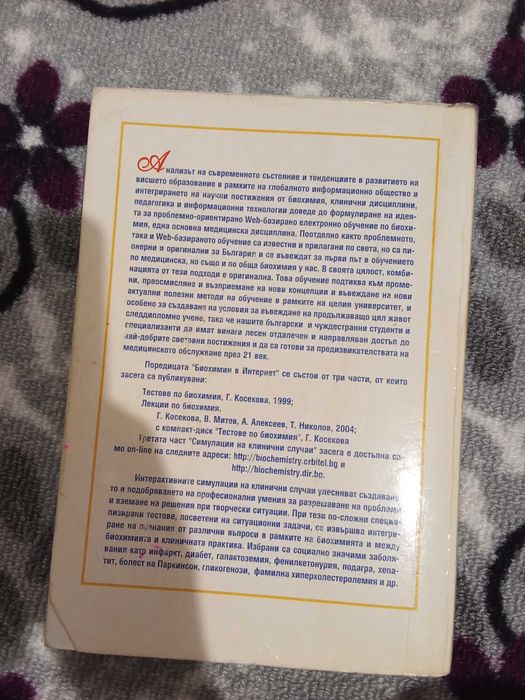 Анализът на съвременното състояние и тенденциите в развитието на
висшето образование в рамките на глобалното информационно общество и
интегрирането на научни постижения от биохимия, клинични дисциплини,
педагогика и информационни технологии доведе до формулиране на идея-
та за проблемно-ориентирано Web-базирано електронно обучение по биохи-
мия, една основна медицинска дисциплина. Поотделно както проблемното,
така и Web-базираното обучение са известни и прилагани по света, но са пи-
онерни и оригинални за България и се въвеждат за първи път в обучението
по медицинска, но също и по обща биохимия у нас. В своята цялост, комби-
нацията от тези подходи е оригинална. Това обучение подтиква към проме-
ни, преосмисляне и възприемане на нови концепции и въвеждане на нови
актуални полезни методи на обучение в рамките на целия университет, и
особено за създаване на условия за въвеждане на продължаващо цял живот
следдипломно учене, така че нашите български и чуждестранни студенти и
специализанти да имат винаги лесен отдалечен и направляван достъп до
най-добрите световни постижения и да са готови за предизвикателствата на
медицинското обслужване през 21 век.
Поредицата "Биохимия в Интернет" се състои от три части, от които
засега са публикувани:
Тестове по биохимия, Г. Косекова, 1999;
Лекции по биохимия,
Г. Косекова, В. Митев, А. Алексеев, Т. Николов, 2004;
с компакт-диск "Тестове по биохимия", Г. Косекова
Третата част "Симулации на клинични случаи" засега е достъпна са-
мо on-line на следните адреси: http://biochemistry.orbitel.bg и
http://biochemistry.dir.bg.
Интерактивните симулации на клинични случаи улесняват създаване-
то и подобряването на професионални умения за разрешаване на проблеми
и вземане на решения при творчески ситуации. При тези по-сложни специа-
лизирани тестове, посветени на ситуационни задачи, се извършва интегри-
ране на познания от различни въпроси в рамките на биохимията и между
биохимията и клиничната практика. Избрани са социално значими заболя-
вания като инфаркт, диабет, галактоземия, фенилкетонурия, подагра, хепа-
тит, болест на Паркинсон, гликогенози, фамилна хиперхолестеролемия и др.